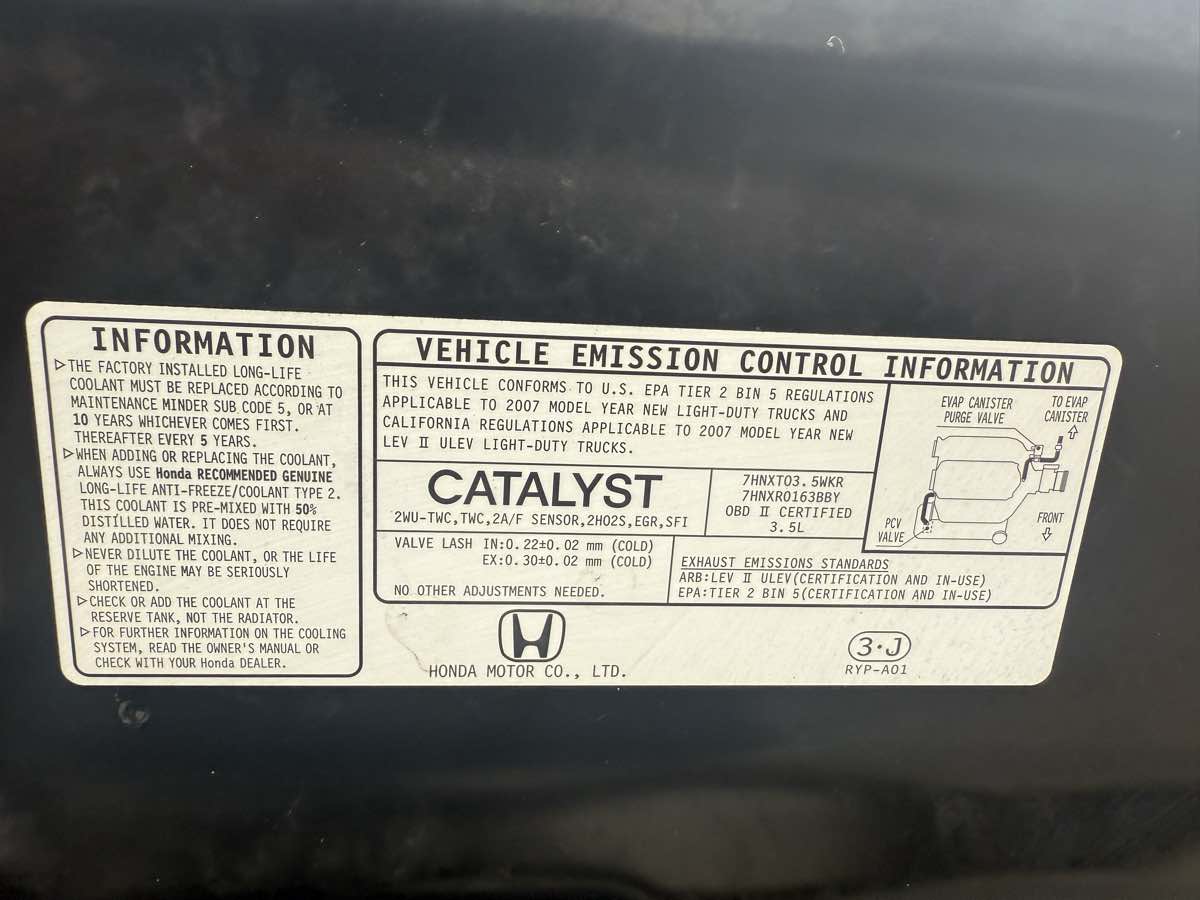 INFORMATION
▷THE FACTORY INSTALLED LONG-LIFE
COOLANT MUST BE REPLACED ACCORDING TO
MAINTENANCE MINDER SUB CODE 5, OR AT
10 YEARS WHICHEVER COMES FIRST.
THEREAFTER EVERY 5 YEARS.
▷WHEN ADDING OR REPLACING THE COOLANT,
ALWAYS USE Honda RECOMMENDED GENUINE
LONG-LIFE ANTI-FREEZE/COOLANT TYPE 2.
THIS COOLANT IS PRE-MIXED WITH 50%
DISTILLED WATER. IT DOES NOT REQUIRE
ANY ADDITIONAL MIXING.
▷NEVER DILUTE THE COOLANT, OR THE LIFE
OF THE ENGINE MAY BE SERIOUSLY
SHORTENED.
▷CHECK OR ADD THE COOLANT AT THE
RESERVE TANK, NOT THE RADIATOR.
▷FOR FURTHER INFORMATION ON THE COOLING
SYSTEM, READ THE OWNER'S MANUAL OR
CHECK WITH YOUR Honda DEALER.
VEHICLE EMISSION CONTROL INFORMATION
THIS VEHICLE CONFORMS TO U.S. EPA TIER 2 BIN 5 REGULATIONS
APPLICABLE TO 2007 MODEL YEAR NEW LIGHT-DUTY TRUCKS AND
CALIFORNIA REGULATIONS APPLICABLE TO 2007 MODEL YEAR NEW
LEV II ULEV LIGHT-DUTY TRUCKS.
CATALYST
2WU-TWC,TWC,2A/F SENSOR,2HO2S,EGR,SFI
7HNXT03.5WKR
7HNXR0163BBY
OBD II CERTIFIED
3.5L
EVAP CANISTER
PURGE VALVE
TO EVAP
CANISTER
PCV
VALVE
FRONT
VALVE LASH IN:0.22±0.02 mm (COLD)
EX:0.30±0.02 mm (COLD)
NO OTHER ADJUSTMENTS NEEDED.
EXHAUST EMISSIONS STANDARDS
ARB:LEV II ULEV(CERTIFICATION AND IN-USE)
EPA:TIER 2 BIN 5(CERTIFICATION AND IN-USE)
HONDA MOTOR CO., LTD.
3·J
RYP-A01